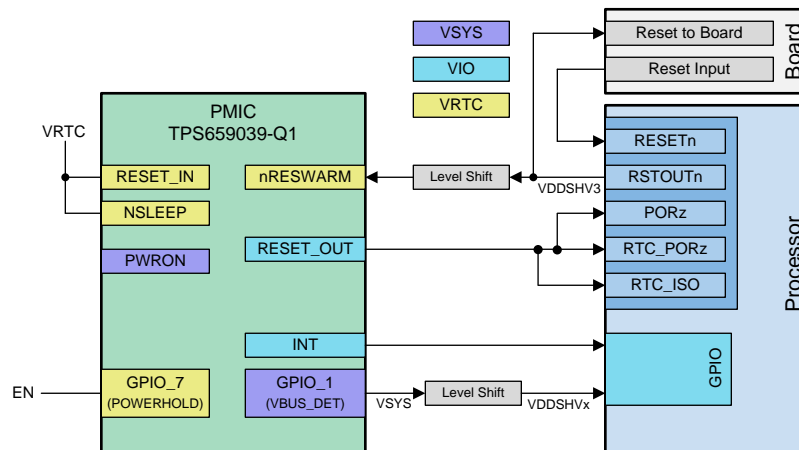 VSYS
VIO
VRTC
Reset to Board
Reset Input
Board
PMIC
TPS659039-Q1
VRTC
RESET_IN
NSLEEP
PWRON
GPIO_7
(POWERHOLD)
EN
nRESWARM
RESET_OUT
INT
GPIO_1
(VBUS_DET)
Level Shift
VDDSHV3
VSYS
Level Shift
VDDSHVx
RESETn
RSTOUTn
PORz
RTC_PORz
RTC_ISO
GPIO
Processor